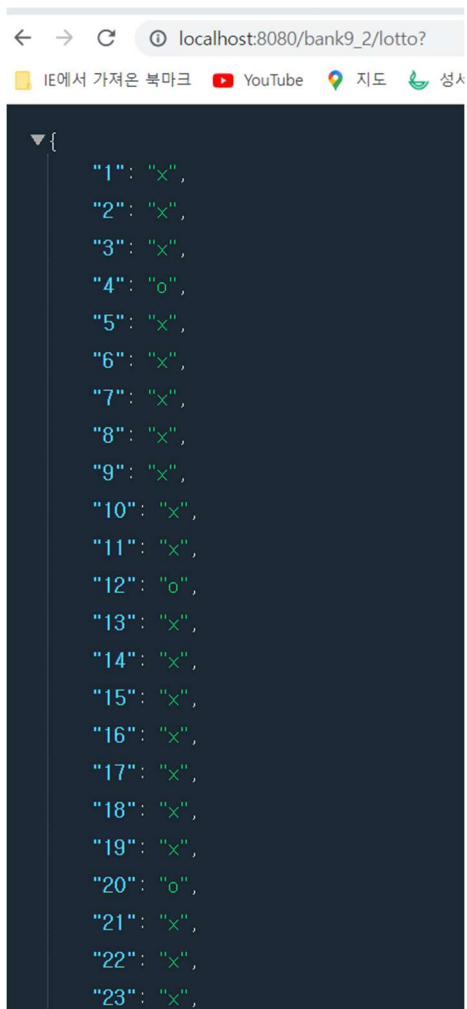 localhost:8080/bank9_2/lotto?
IE에서 가져온 북마크 YouTube 지도
{
"1": "x",
"2": "x",
"3": "x",
"4": "o",
"5": "x",
"6": "x",
"7": "x",
"8": "x",
"9": "x",
"10": "x",
"11": "x",
"12": "o",
"13": "x",
"14": "x",
"15": "x",
"16": "x",
"17": "x",
"18": "x",
"19": "x",
"20": "o",
"21": "x",
"22": "x",
"23": "x",